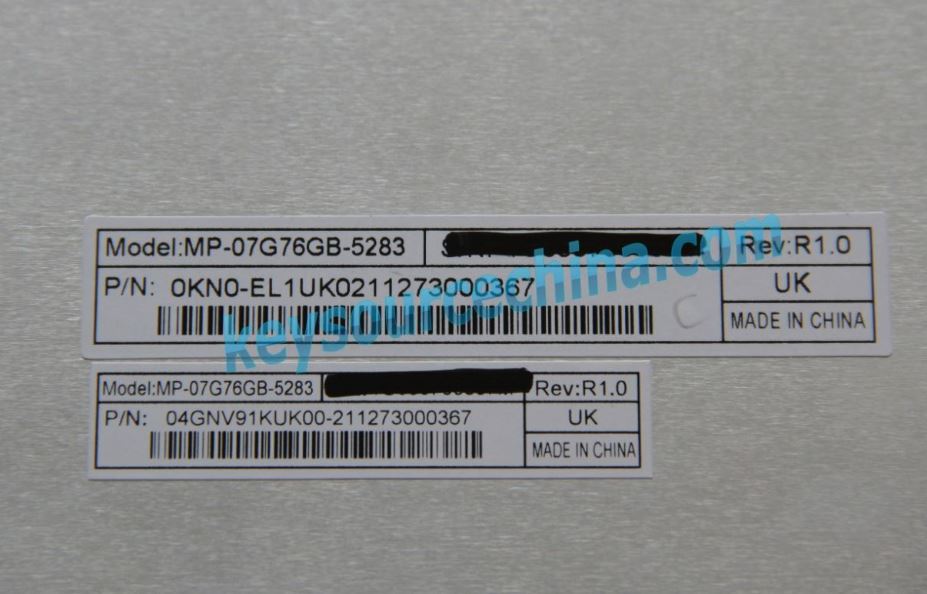 Model:MP-07G76GB-5283
Rev:R1.0
P/N: 0KN0-EL1UK0211273000367
UK
MADE IN CHINA
keysourcechina.com
Model:MP-07G76GB-5283
Rev:R1.0
P/N: 04GNV91KUK00-211273000367
UK
MADE IN CHINA